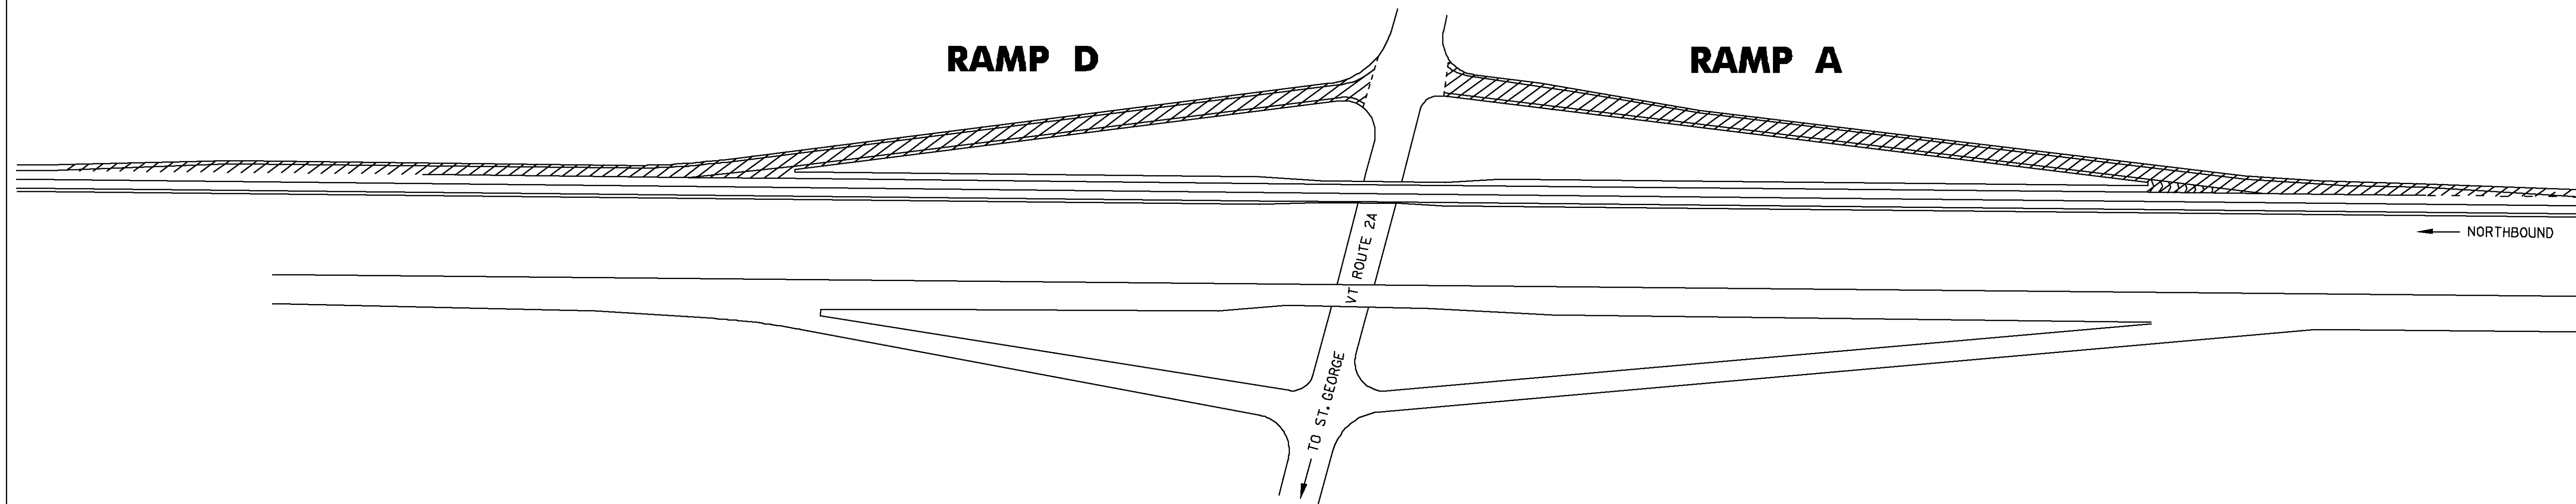 RAMP D
RAMP A
NORTHBOUND
VT ROUTE 2A
TO ST. GEORGE